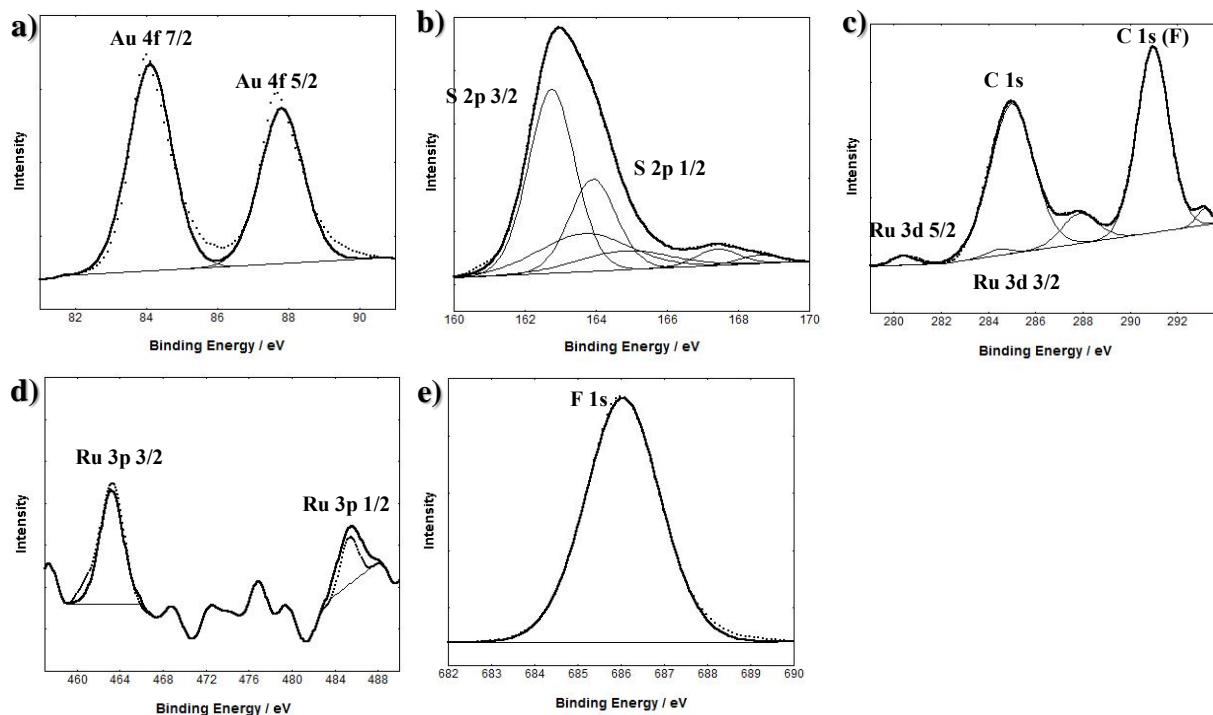 a)
Au 4f 7/2
Au 4f 5/2
Intensity
82 84 86 88 90
Binding Energy / eV
b)
S 2p 3/2
S 2p 1/2
Intensity
160 162 164 166 168 170
Binding Energy / eV
c)
C 1s (F)
C 1s
Ru 3d 5/2
Ru 3d 3/2
Intensity
280 282 284 286 288 290 292
Binding Energy / eV
d)
Ru 3p 3/2
Ru 3p 1/2
Intensity
460 464 468 472 476 480 484 488
Binding Energy / eV
e)
F 1s
Intensity
682 683 684 685 686 687 688 689 690
Binding Energy / eV